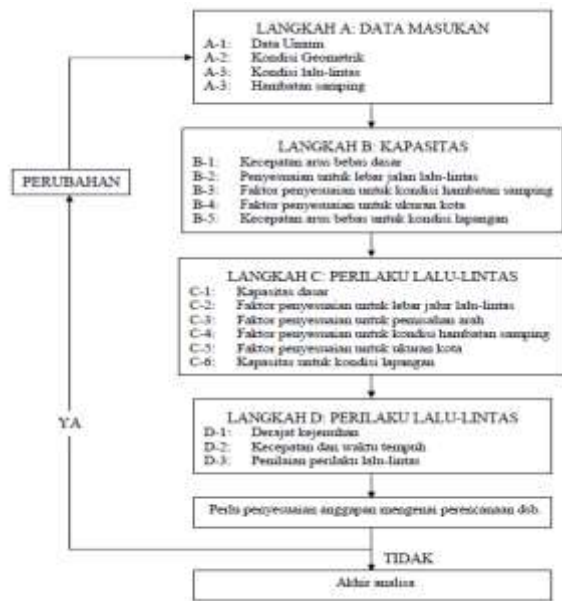 LANGKAH A: DATA MASUKAN
A-1: Data Umum
A-2: Kondisi Geometrik
A-3: Kondisi lalu-lintas
A-3: Hambatan samping
LANGKAH B: KAPASITAS
B-1: Kecepatan arus bebas dasar
B-2: Penyesuaian untuk lebar jalan lalu-lintas
B-3: Faktor penyesuaian untuk kondisi hambatan samping
B-4: Faktor penyesuaian untuk ukuran kota
B-5: Kecepatan arus bebas untuk kondisi lapangan
PERUBAHAN
LANGKAH C: PERILAKU LALU-LINTAS
C-1: Kapasitas dasar
C-2: Faktor penyesuaian untuk lebar jalur lalu-lintas
C-3: Faktor penyesuaian untuk pemisahan arah
C-4: Faktor penyesuaian untuk kondisi hambatan samping
C-5: Faktor penyesuaian untuk ukuran kota
C-6: Kapasitas untuk kondisi lapangan
YA
LANGKAH D: PERILAKU LALU-LINTAS
D-1: Derajat kejenuhan
D-2: Kecepatan dan waktu tempuh
D-3: Penilaian perilaku lalu-lintas
Perlu penyesuaian anggapan mengenai perencanaan dsb.
TIDAK
Akhir analisa